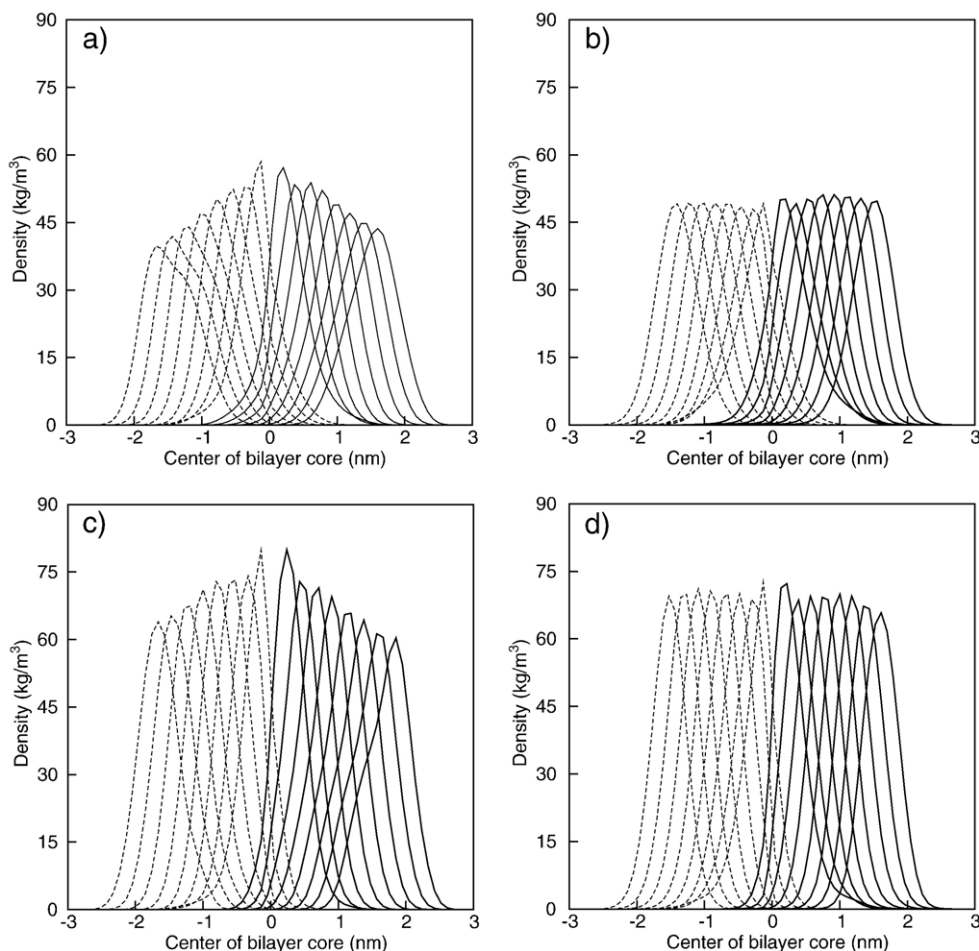 a)
90
75
60
45
30
15
0
Density (kg/m³)
-3 -2 -1 0 1 2 3
Center of bilayer core (nm)
b)
90
75
60
45
30
15
0
Density (kg/m³)
-3 -2 -1 0 1 2 3
Center of bilayer core (nm)
c)
90
75
60
45
30
15
0
Density (kg/m³)
-3 -2 -1 0 1 2 3
Center of bilayer core (nm)
d)
90
75
60
45
30
15
0
Density (kg/m³)
-3 -2 -1 0 1 2 3
Center of bilayer core (nm)